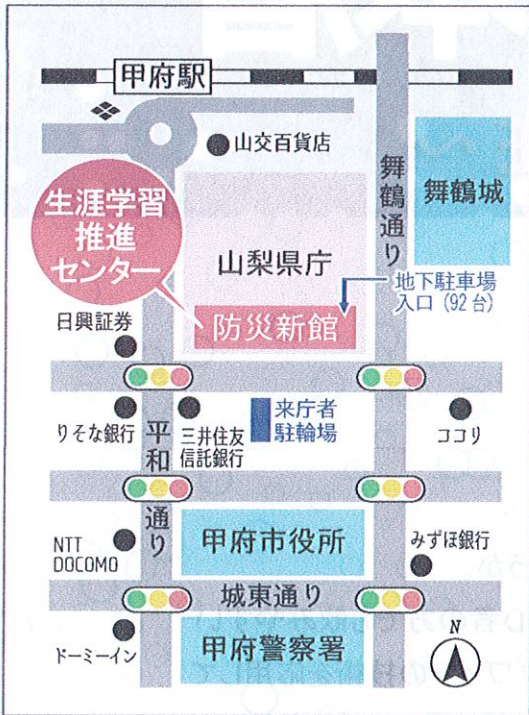 甲府駅
山交百貨店
舞鶴通り
舞鶴城
生涯学習
推進
センター
山梨県庁
地下駐車場
入口（92台）
防災新館
日興証券
りそな銀行
平和通り
三井住友
信託銀行
来庁者
駐輪場
ココリ
NTT
DOCOMO
甲府市役所
みずほ銀行
城東通り
ドーミーイン
甲府警察署
N